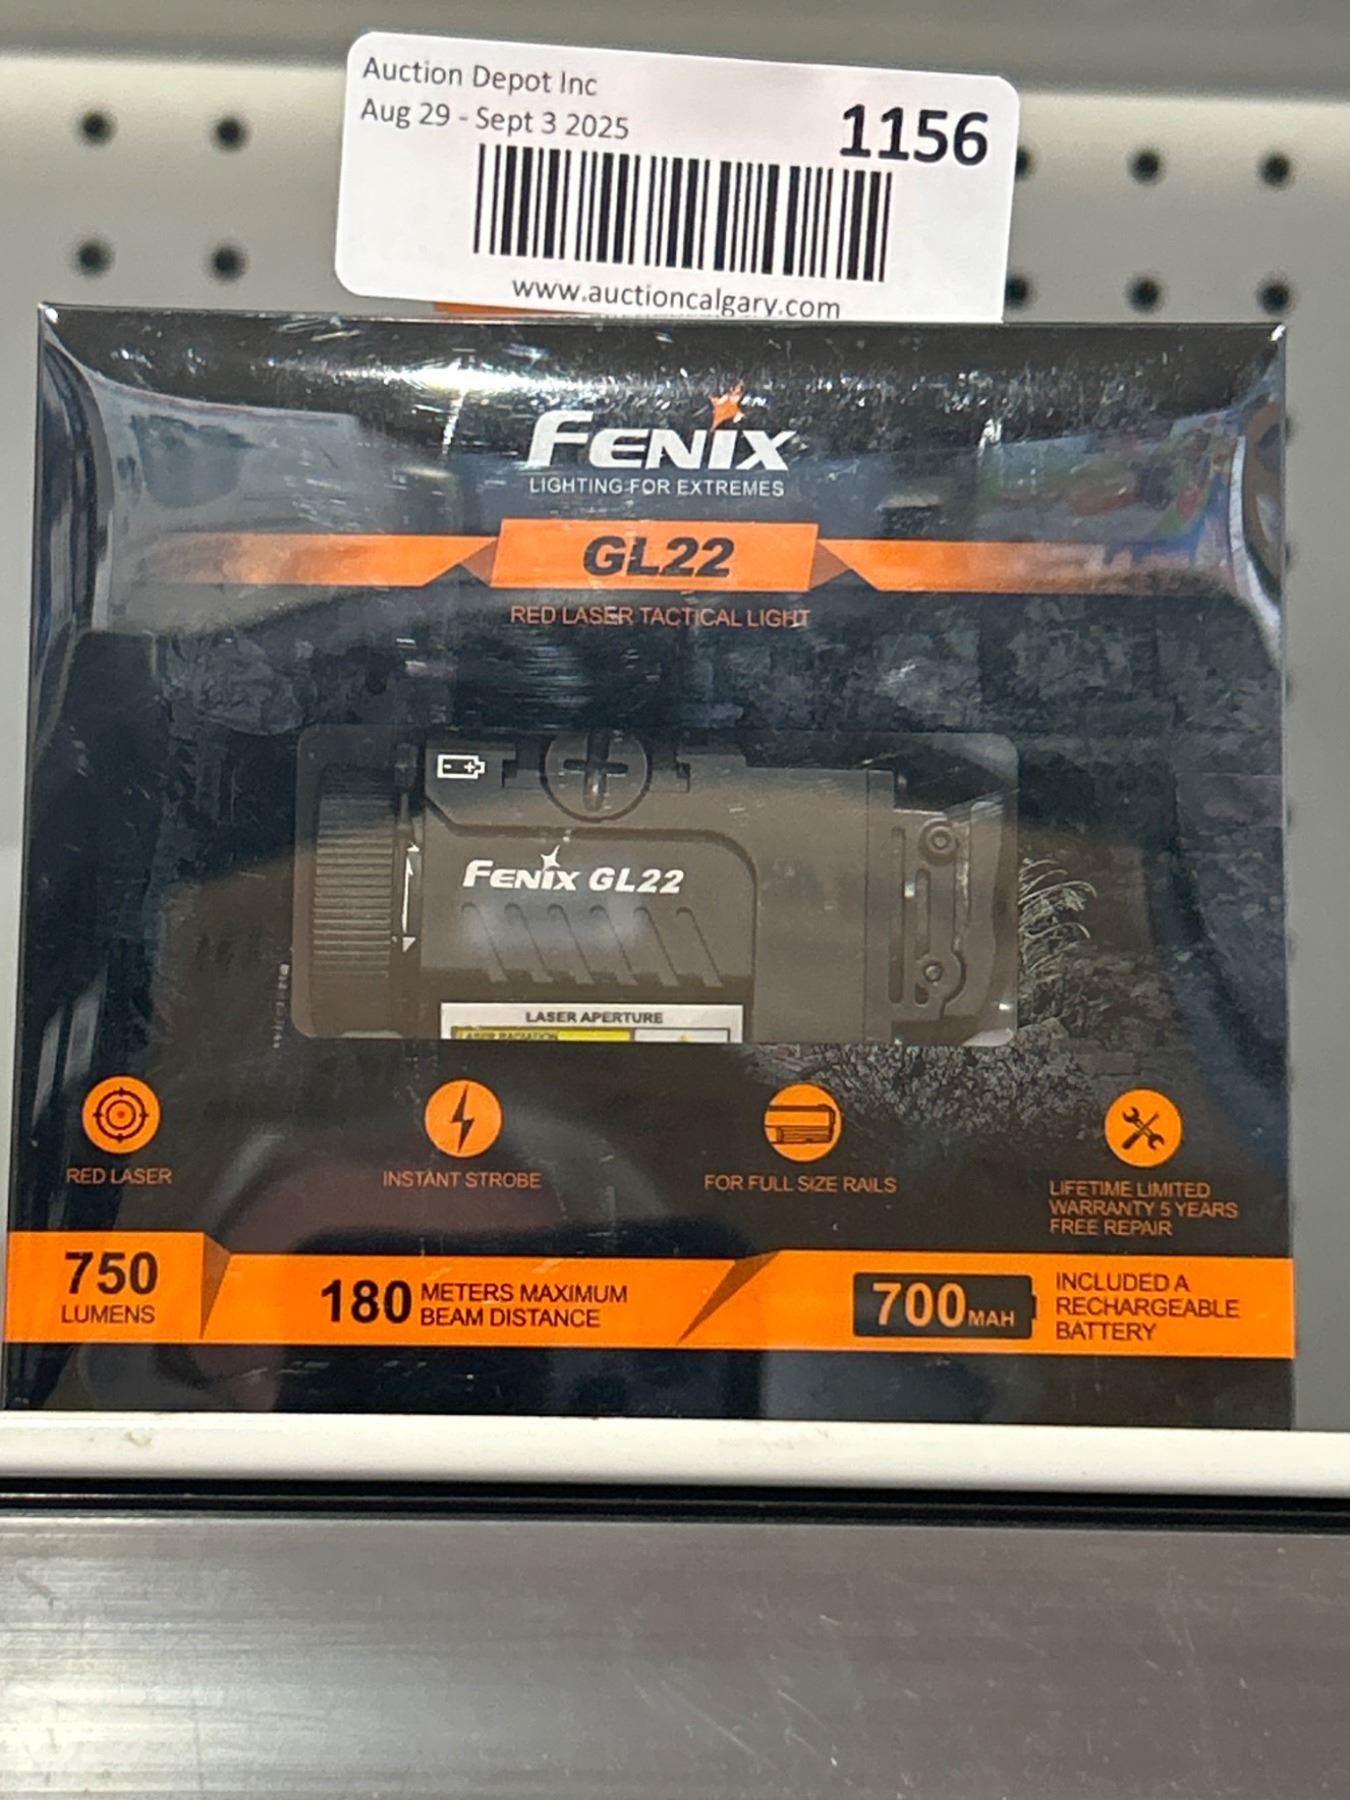 Auction Depot Inc
Aug 29 - Sept 3 2025
1156
www.auctioncalgary.com
FENIX
LIGHTING FOR EXTREMES
GL22
RED LASER TACTICAL LIGHT
FENIX GL22
LASER APERTURE
LASER RADIATION
RED LASER
INSTANT STROBE
FOR FULL SIZE RAILS
LIFETIME LIMITED
WARRANTY 5 YEARS
FREE REPAIR
750
LUMENS
180 METERS MAXIMUM
BEAM DISTANCE
700MAH
INCLUDED A
RECHARGEABLE
BATTERY